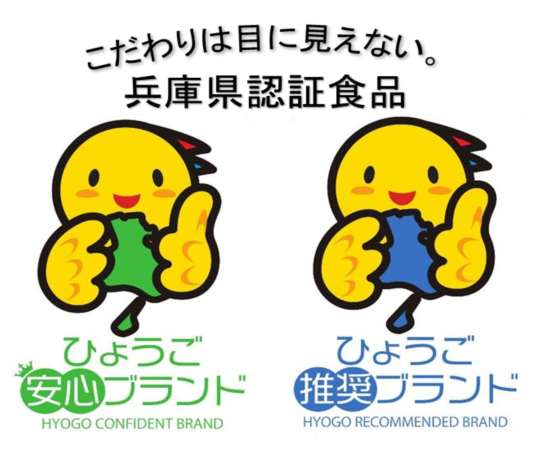 こだわりは目に見えない。
兵庫県認証食品
ひょうご
安心ブランド
HYOGO CONFIDENT BRAND
ひょうご
推奨ブランド
HYOGO RECOMMENDED BRAND